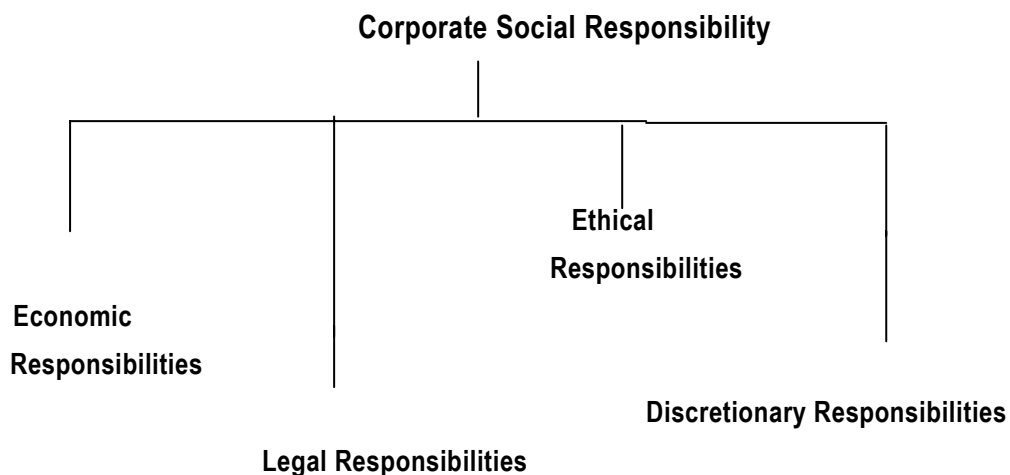 Corporate Social Responsibility
Ethical
Responsibilities
Economic
Responsibilities
Discretionary Responsibilities
Legal Responsibilities